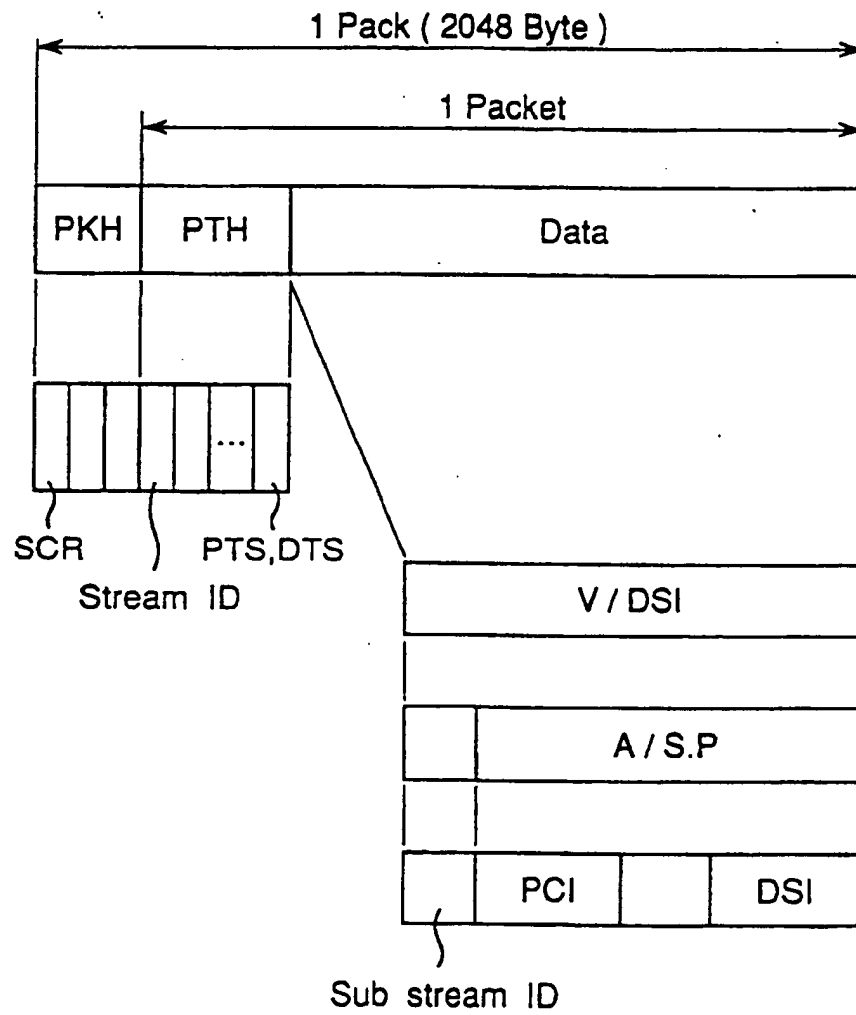 1 Pack ( 2048 Byte )
1 Packet
PKH PTH Data
...
SCR PTS,DTS
Stream ID
V / DSI
A / S.P
PCI DSI
Sub stream ID